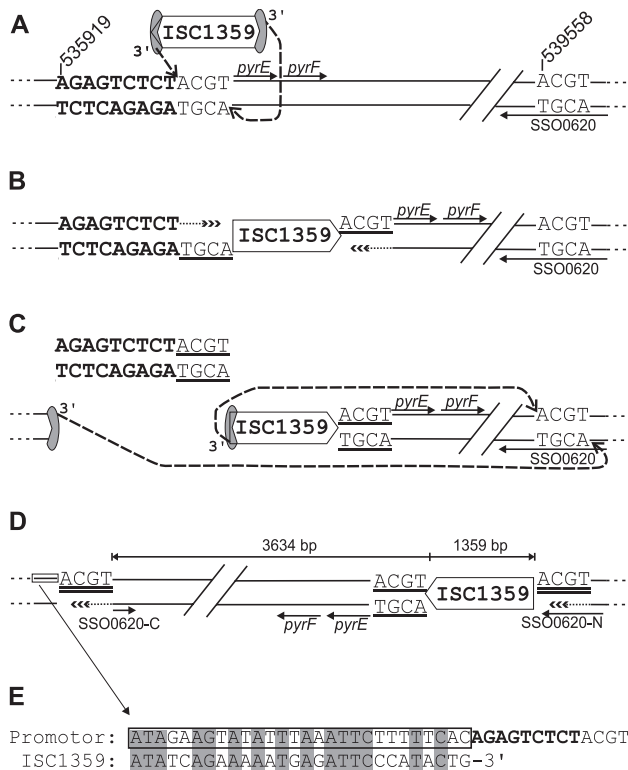 A
535919
3' ISC1359 3'
539558
pyrE pyrF
AGAGTCTCTACGT ACGT
TCTCAGAGATGCA TGCA
SSO0620
B
pyrE pyrF
AGAGTCTCT ACGT ACGT
ISC1359
TCTCAGAGATGCA TGCA
SSO0620
C
AGAGTCTCTACGT
TCTCAGAGATGCA
3' ISC1359 ACGT pyrE pyrF ACGT
3' TGCA TGCA
SSO0620
D
3634 bp 1359 bp
ACGT ACGT ISC1359 ACGT
TGCA
SSO0620-C pyrF pyrE SSO0620-N
E
Promotor: ATAGAAGTATATTTAAATTCTTTTTCACAGAGTCTCTACGT
ISC1359: ATATCAGAAAAATGAGATTCCCATACTG-3'